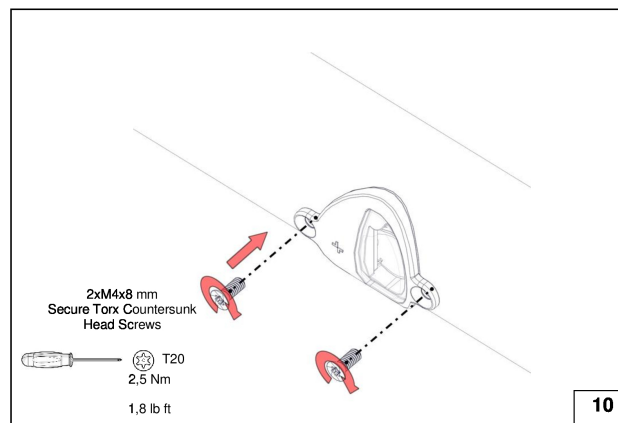 2xM4x8 mm
Secure Torx Countersunk
Head Screws
T20
2,5 Nm
1,8 lb ft
10